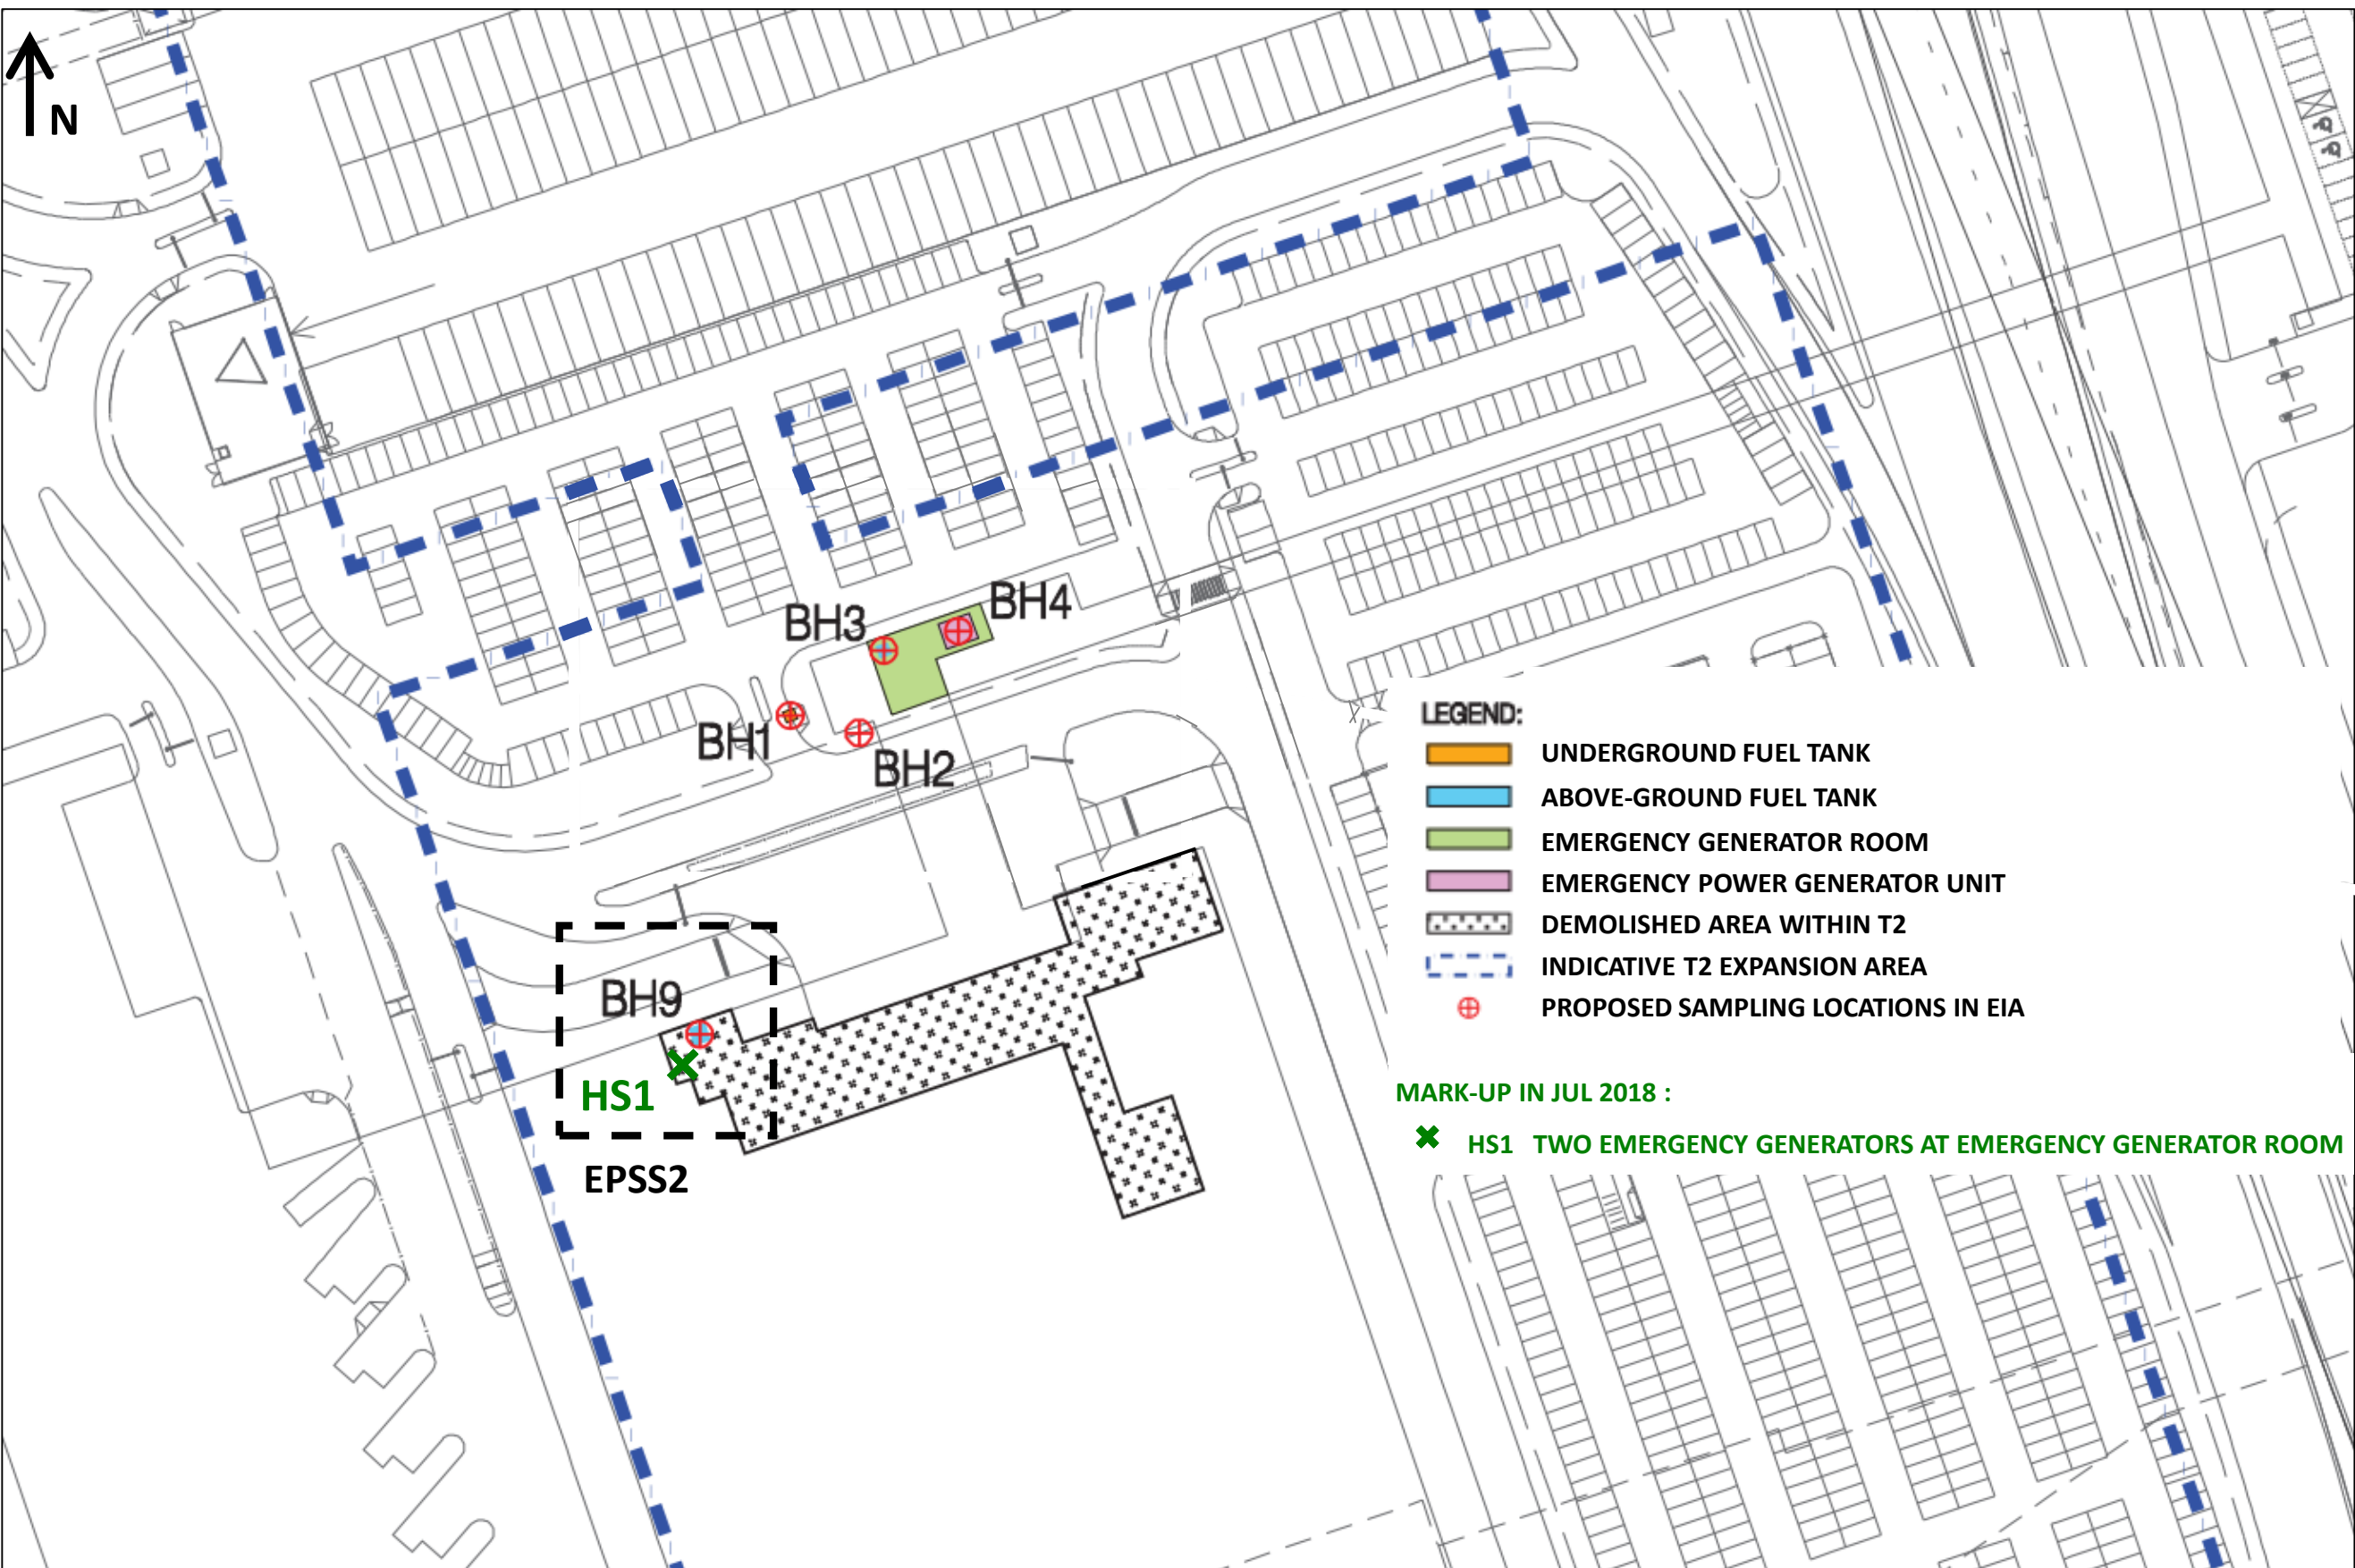 N
BH4
BH3
BH1
BH2
LEGEND:
UNDERGROUND FUEL TANK
ABOVE-GROUND FUEL TANK
EMERGENCY GENERATOR ROOM
EMERGENCY POWER GENERATOR UNIT
DEMOLISHED AREA WITHIN T2
INDICATIVE T2 EXPANSION AREA
PROPOSED SAMPLING LOCATIONS IN EIA
BH9
HS1
EPSS2
MARK-UP IN JUL 2018 :
HS1 TWO EMERGENCY GENERATORS AT EMERGENCY GENERATOR ROOM